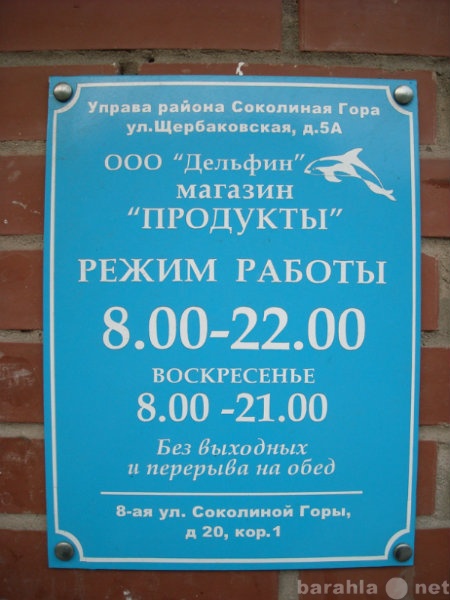 Управа района Соколиная Гора
ул.Щербаковская, д.5А
ООО “Дельфин”
магазин
“ПРОДУКТЫ”
РЕЖИМ РАБОТЫ
8.00-22.00
ВОСКРЕСЕНЬЕ
8.00 -21.00
Без выходных
и перерыва на обед
8-ая ул. Соколиной Горы,
д 20, кор.1
barahla.net